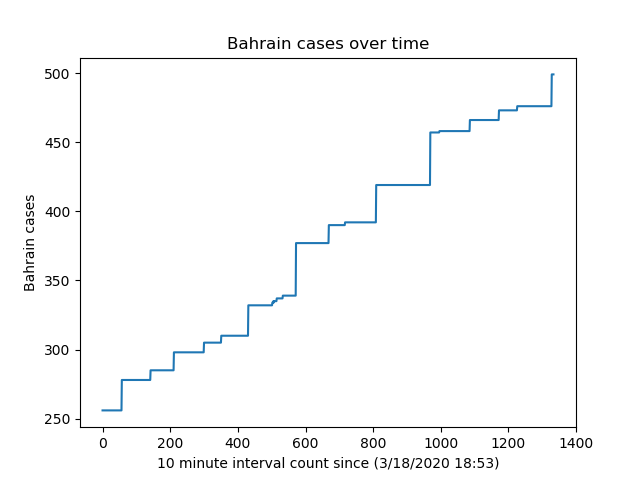 Bahrain cases over time
500
450
400
350
300
250
Bahrain cases
0 200 400 600 800 1000 1200 1400
10 minute interval count since (3/18/2020 18:53)